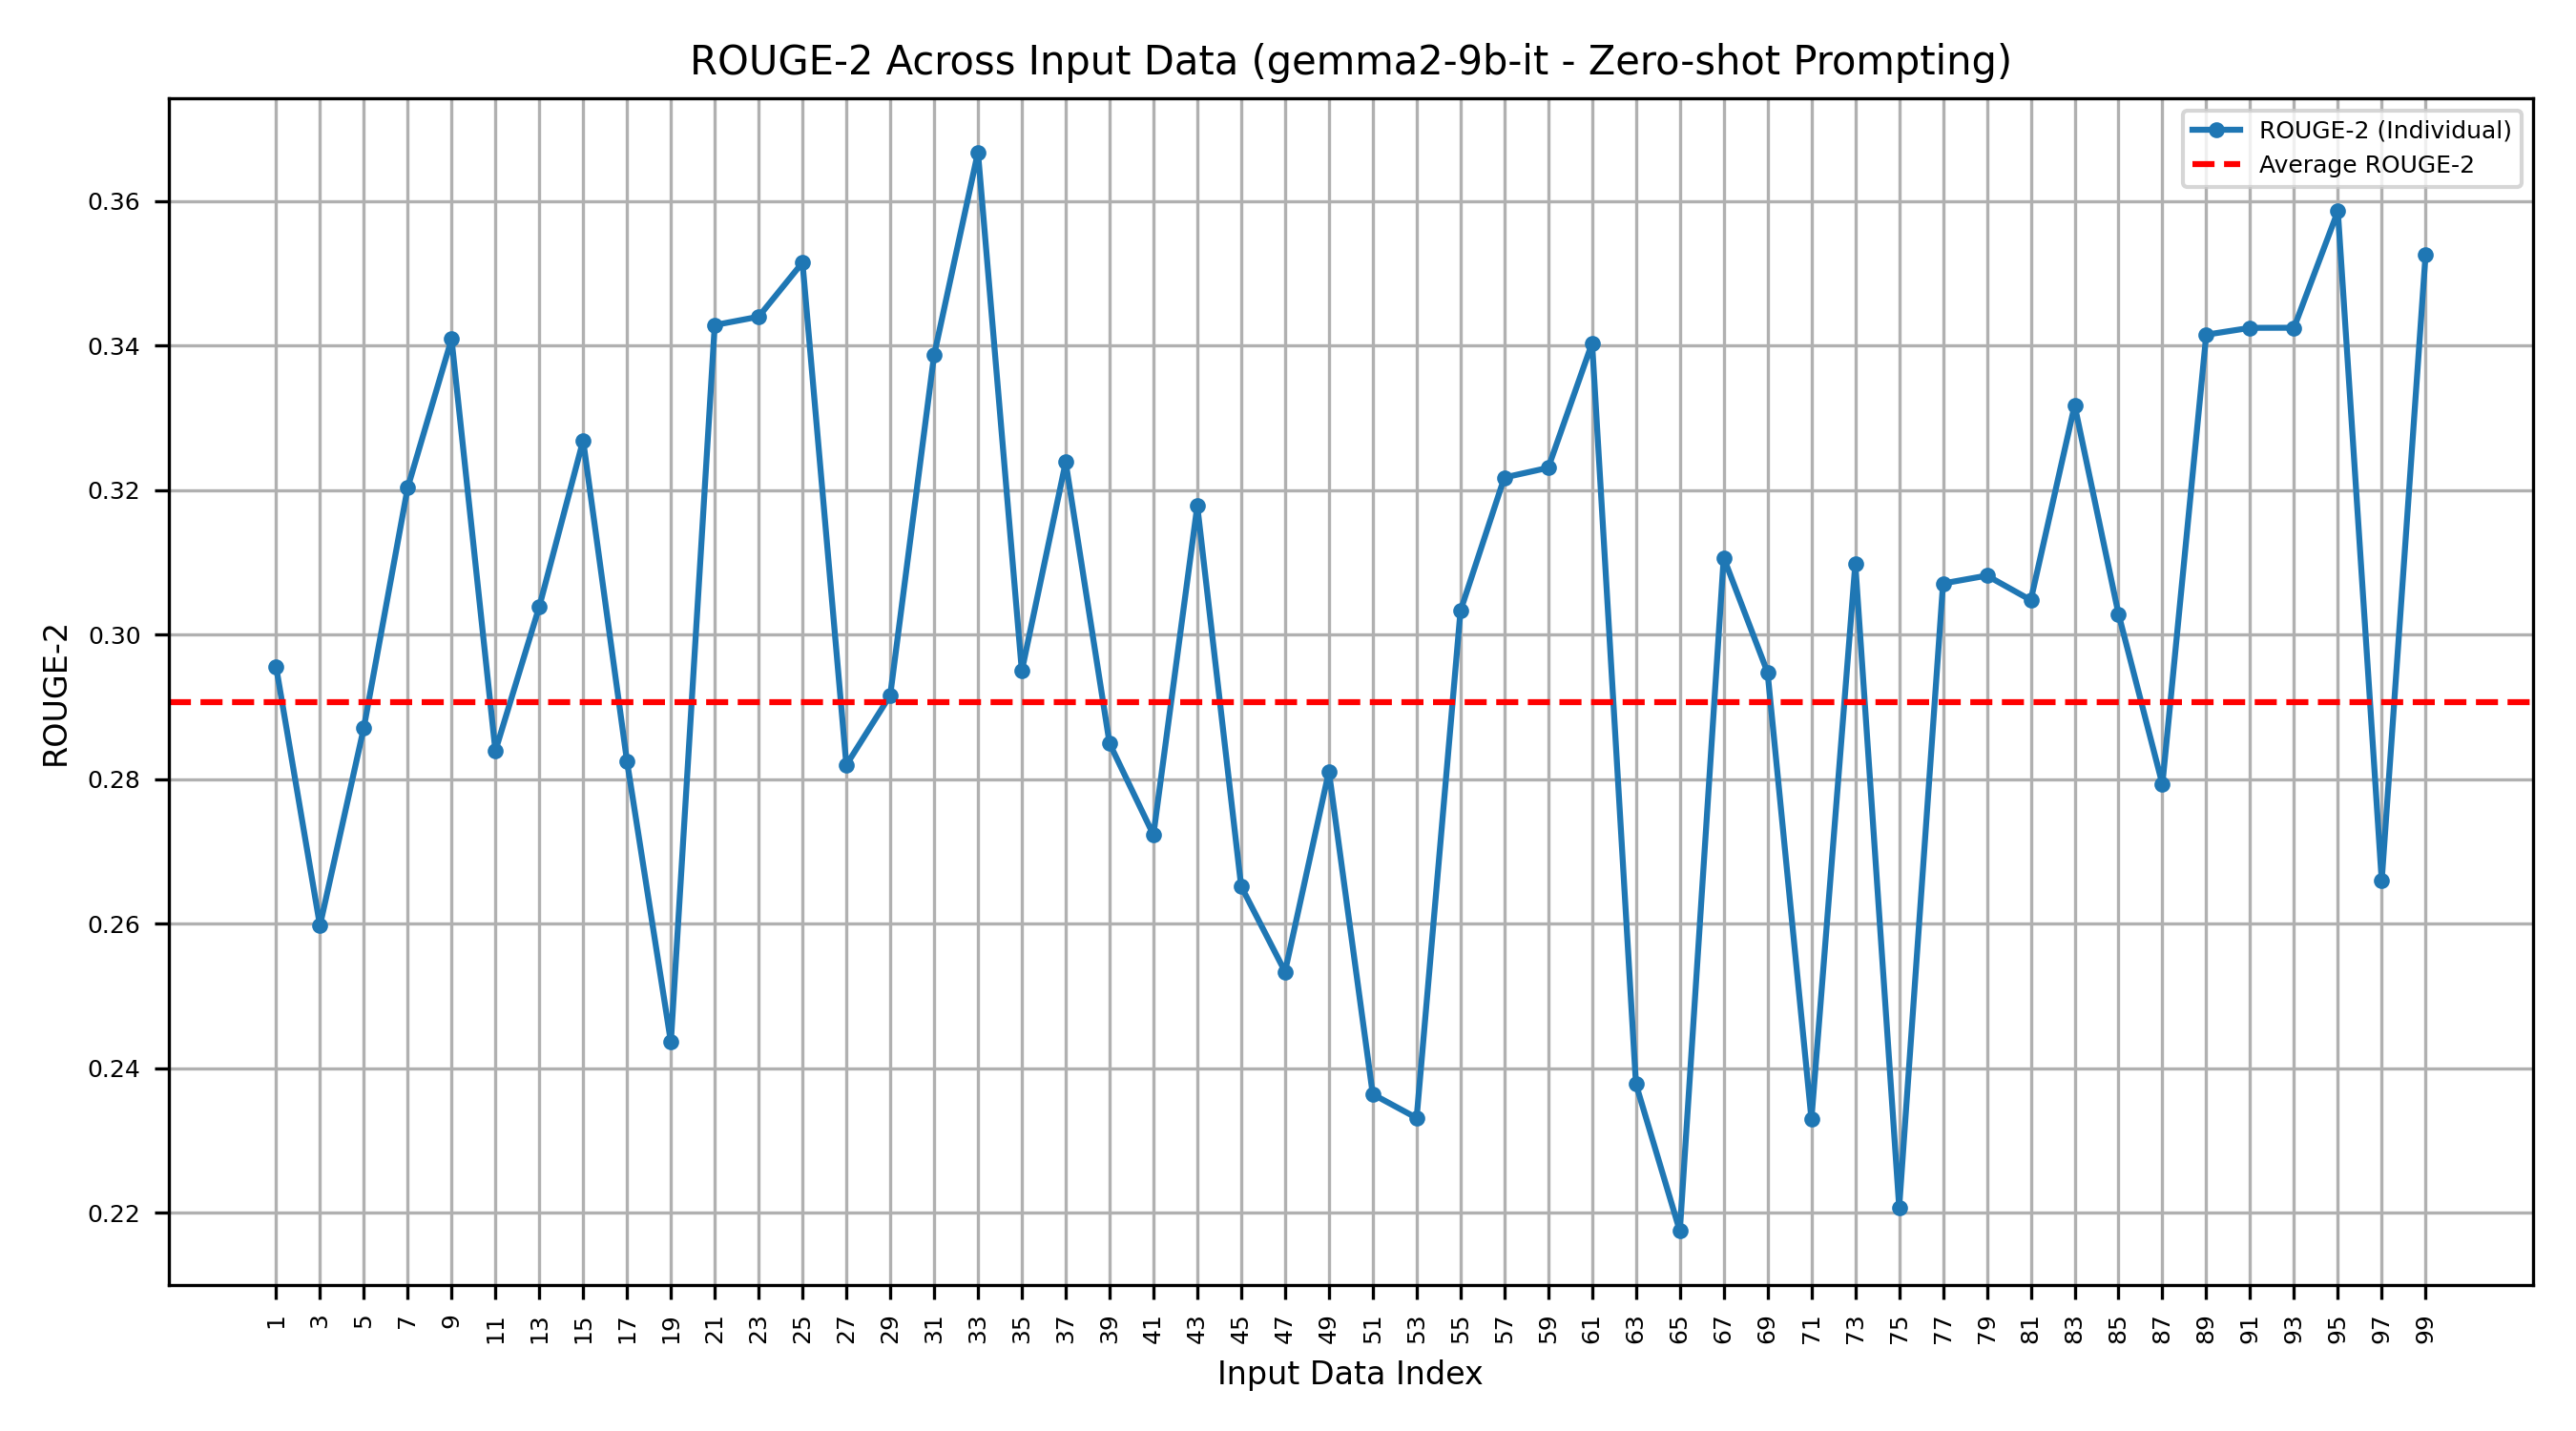 ROUGE-2 Across Input Data (gemma2-9b-it - Zero-shot Prompting)
ROUGE-2 (Individual)
Average ROUGE-2
0.36
0.34
0.32
0.30
0.28
0.26
0.24
0.22
ROUGE-2
1 3 5 7 9 11 13 15 17 19 21 23 25 27 29 31 33 35 37 39 41 43 45 47 49 51 53 55 57 59 61 63 65 67 69 71 73 75 77 79 81 83 85 87 89 91 93 95 97 99
Input Data Index